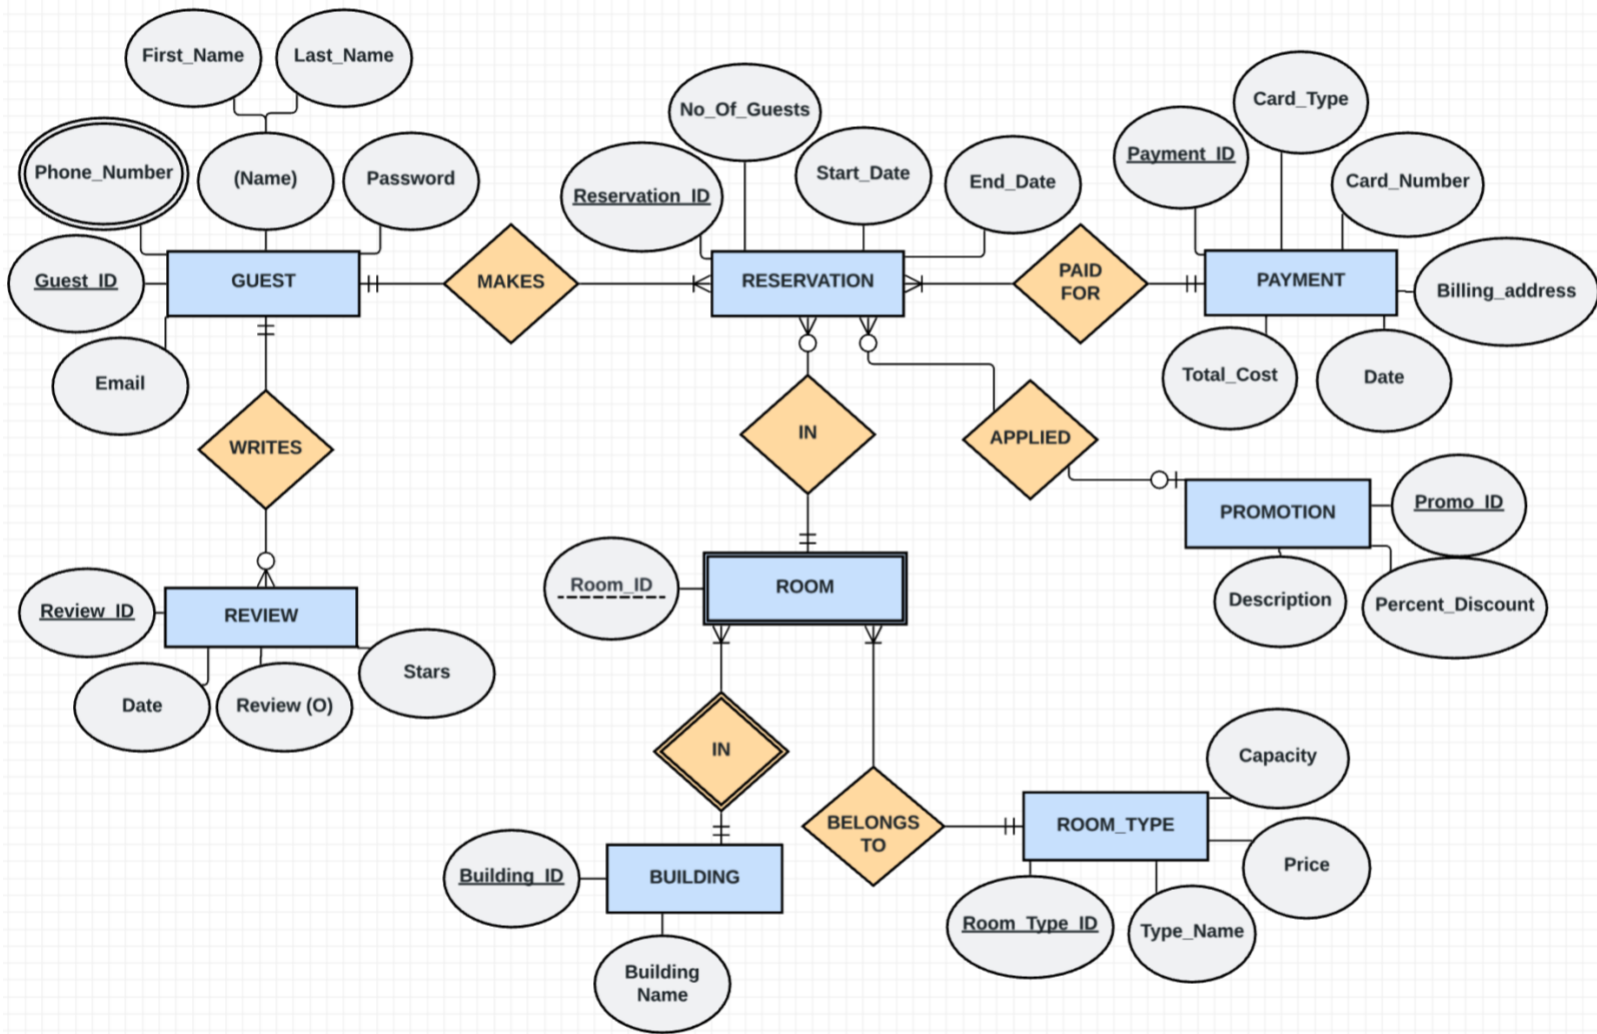 First_Name
Last_Name
Phone_Number
(Name)
Password
Guest_ID
GUEST
Email
MAKES
No_Of_Guests
Reservation_ID
Start_Date
End_Date
RESERVATION
PAID
FOR
Card_Type
Payment_ID
Card_Number
PAYMENT
Billing_address
Total_Cost
Date
WRITES
IN
APPLIED
PROMOTION
Promo_ID
Description
Percent_Discount
Review_ID
REVIEW
Date
Review (O)
Stars
Room_ID
ROOM
IN
BELONGS
TO
ROOM_TYPE
Capacity
Price
Room_Type_ID
Type_Name
Building_ID
BUILDING
Building
Name